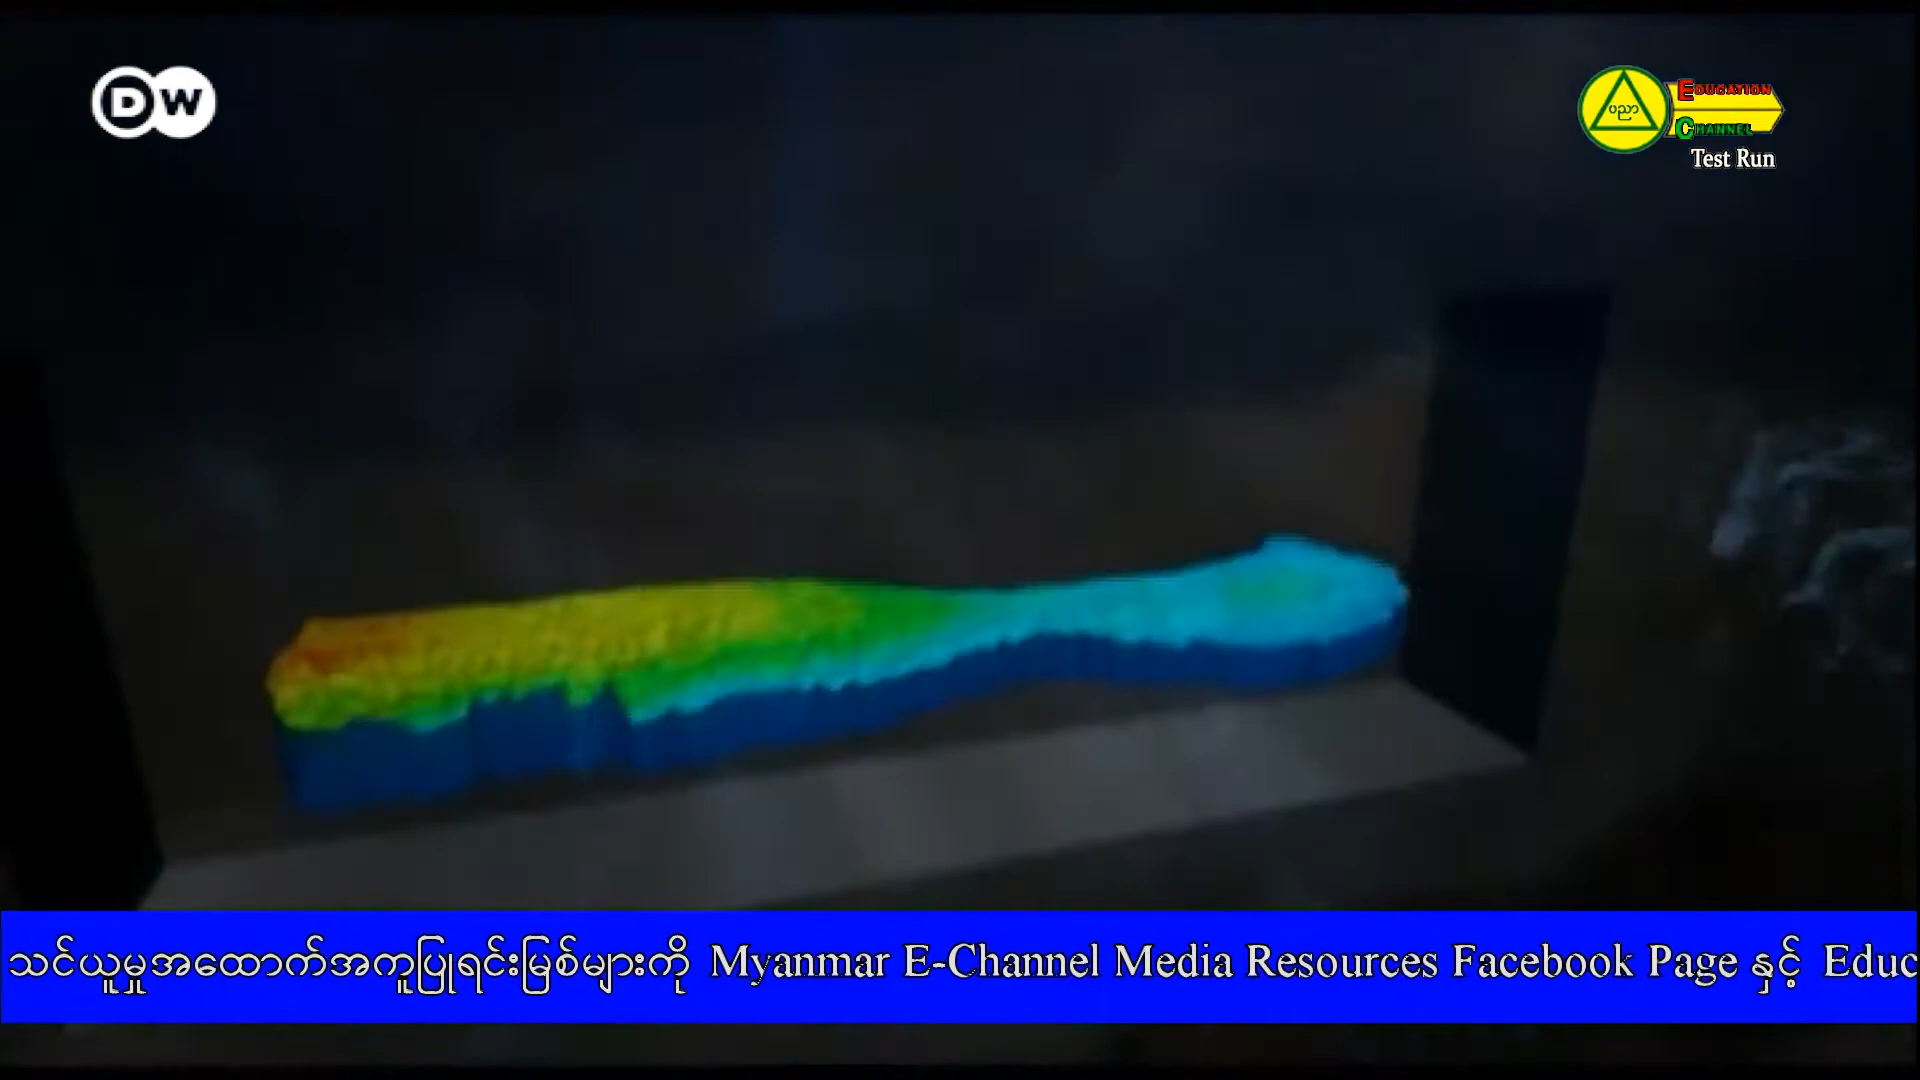 DW
ပညာ
EDUCATION
CHANNEL
Test Run
သင်ယူမှုအထောက်အကူပြုရင်းမြစ်များကို Myanmar E-Channel Media Resources Facebook Page နှင့် Educ